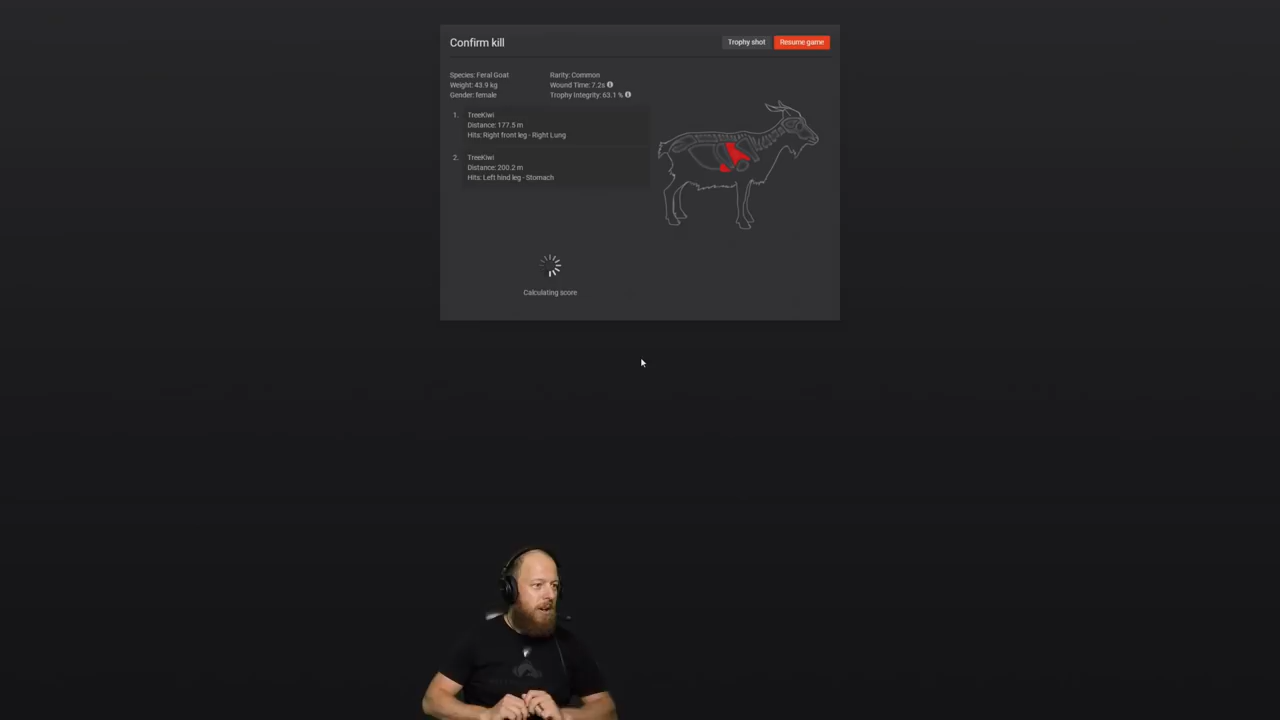 Confirm kill
Trophy shot
Resume game
Species: Feral Goat
Weight: 43.9 kg
Gender: female
Rarity: Common
Wound Time: 7.2s
Trophy Integrity: 63.1 %
1. TreeKiwi
Distance: 177.5 m
Hits: Right front leg - Right Lung
2. TreeKiwi
Distance: 200.2 m
Hits: Left hind leg - Stomach
Calculating score